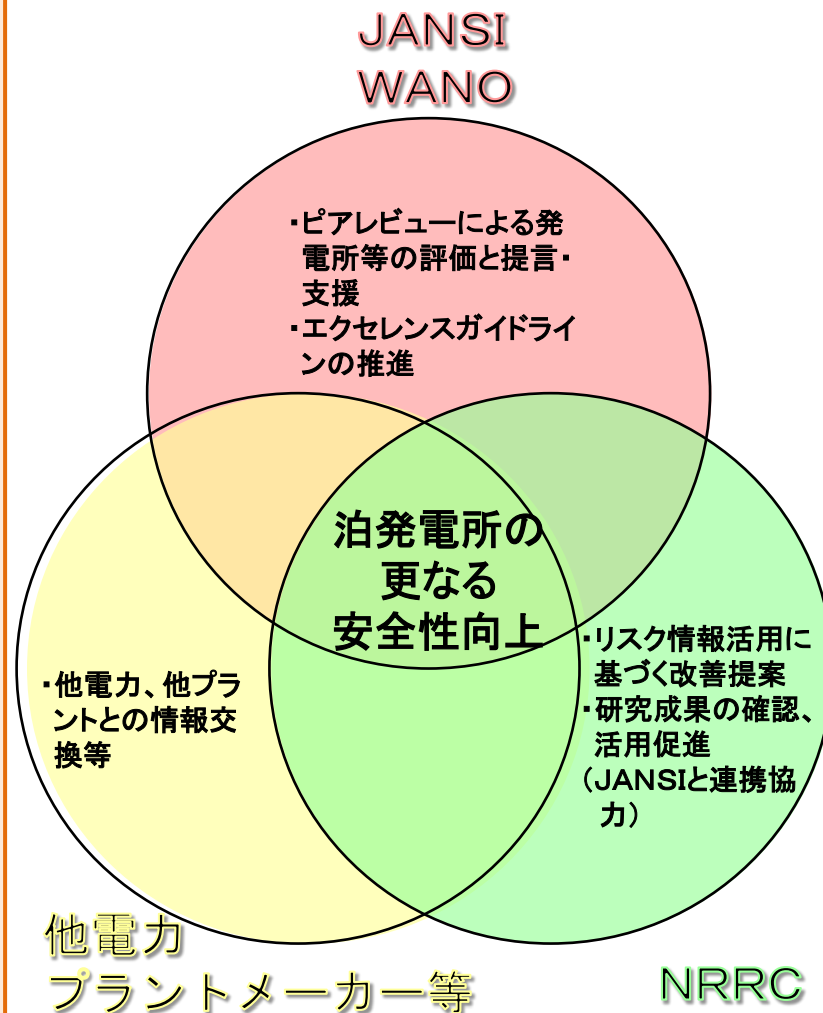 JANSI
WANO
・ピアレビューによる発
電所等の評価と提言・
支援
・エクセレンスガイドライ
ンの推進
泊発電所の
更なる
安全性向上
・他電力、他プラ
ントとの情報交
換等
・リスク情報活用に
基づく改善提案
・研究成果の確認、
活用促進
（JANSIと連携協
力）
他電力
プラントメーカー等
NRRC